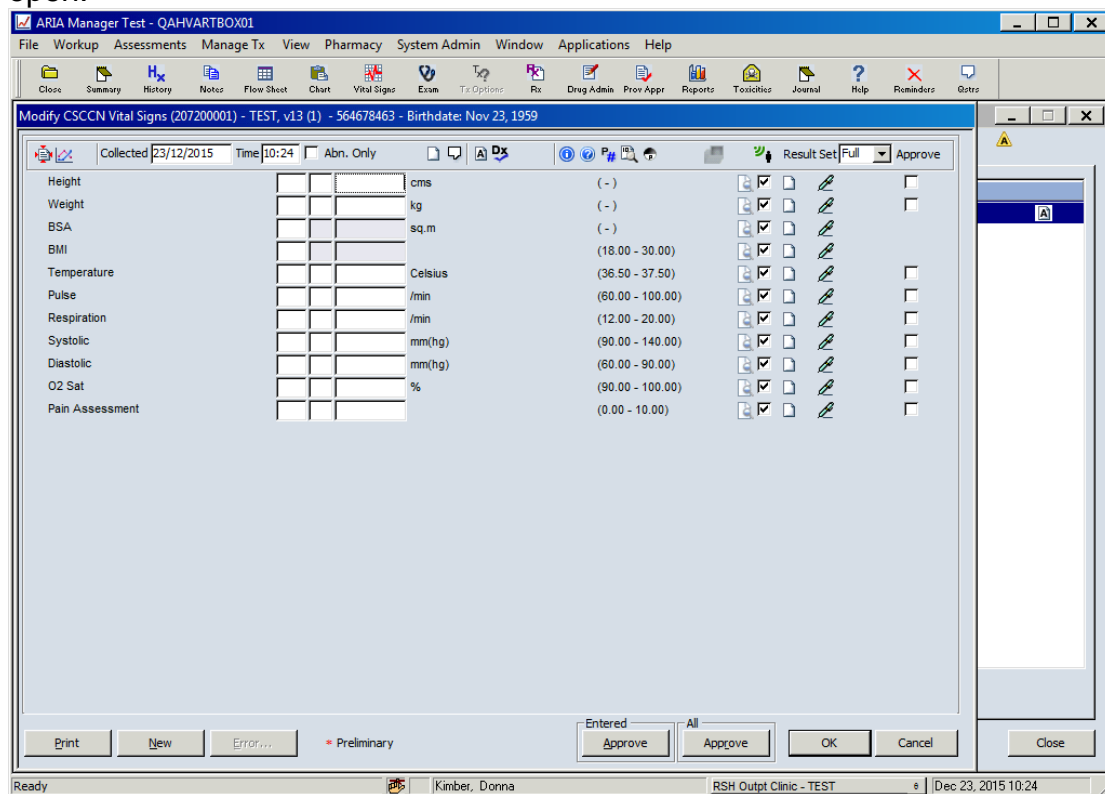 open.
ARIA Manager Test - QAHVARTBOX01
File Workup Assessments Manage Tx View Pharmacy System Admin Window Applications Help
Close Summary History Notes Flow Sheet Chart Vital Signs Exam Tx Options Rx Drug Admin Prov Appr Reports Toxicities Journal Help Reminders Qstrs
Modify CSCCN Vital Signs (207200001) - TEST, v13 (1) - 564678463 - Birthdate: Nov 23, 1959
Collected 23/12/2015 Time 10:24 Abn. Only Result Set Full Approve
Height cms ( - )
Weight kg ( - )
BSA sq.m ( - )
BMI (18.00 - 30.00)
Temperature Celsius (36.50 - 37.50)
Pulse /min (60.00 - 100.00)
Respiration /min (12.00 - 20.00)
Systolic mm(hg) (90.00 - 140.00)
Diastolic mm(hg) (60.00 - 90.00)
O2 Sat % (90.00 - 100.00)
Pain Assessment (0.00 - 10.00)
Entered All
Print New Error... * Preliminary Approve Approve OK Cancel Close
Ready Kimber, Donna RSH Outpt Clinic - TEST Dec 23, 2015 10:24